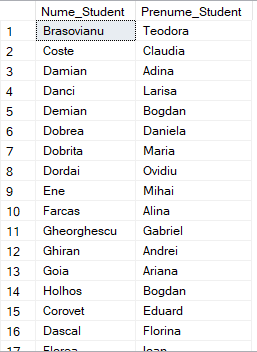 Nume_Student Prenume_Student
1 Brasovianu Teodora
2 Coste Claudia
3 Damian Adina
4 Danci Larisa
5 Demian Bogdan
6 Dobrea Daniela
7 Dobrita Maria
8 Dordai Ovidiu
9 Ene Mihai
10 Farcas Alina
11 Gheorghescu Gabriel
12 Ghiran Andrei
13 Goia Ariana
14 Holhos Bogdan
15 Corovet Eduard
16 Dascal Florina
17 Florea Ioan